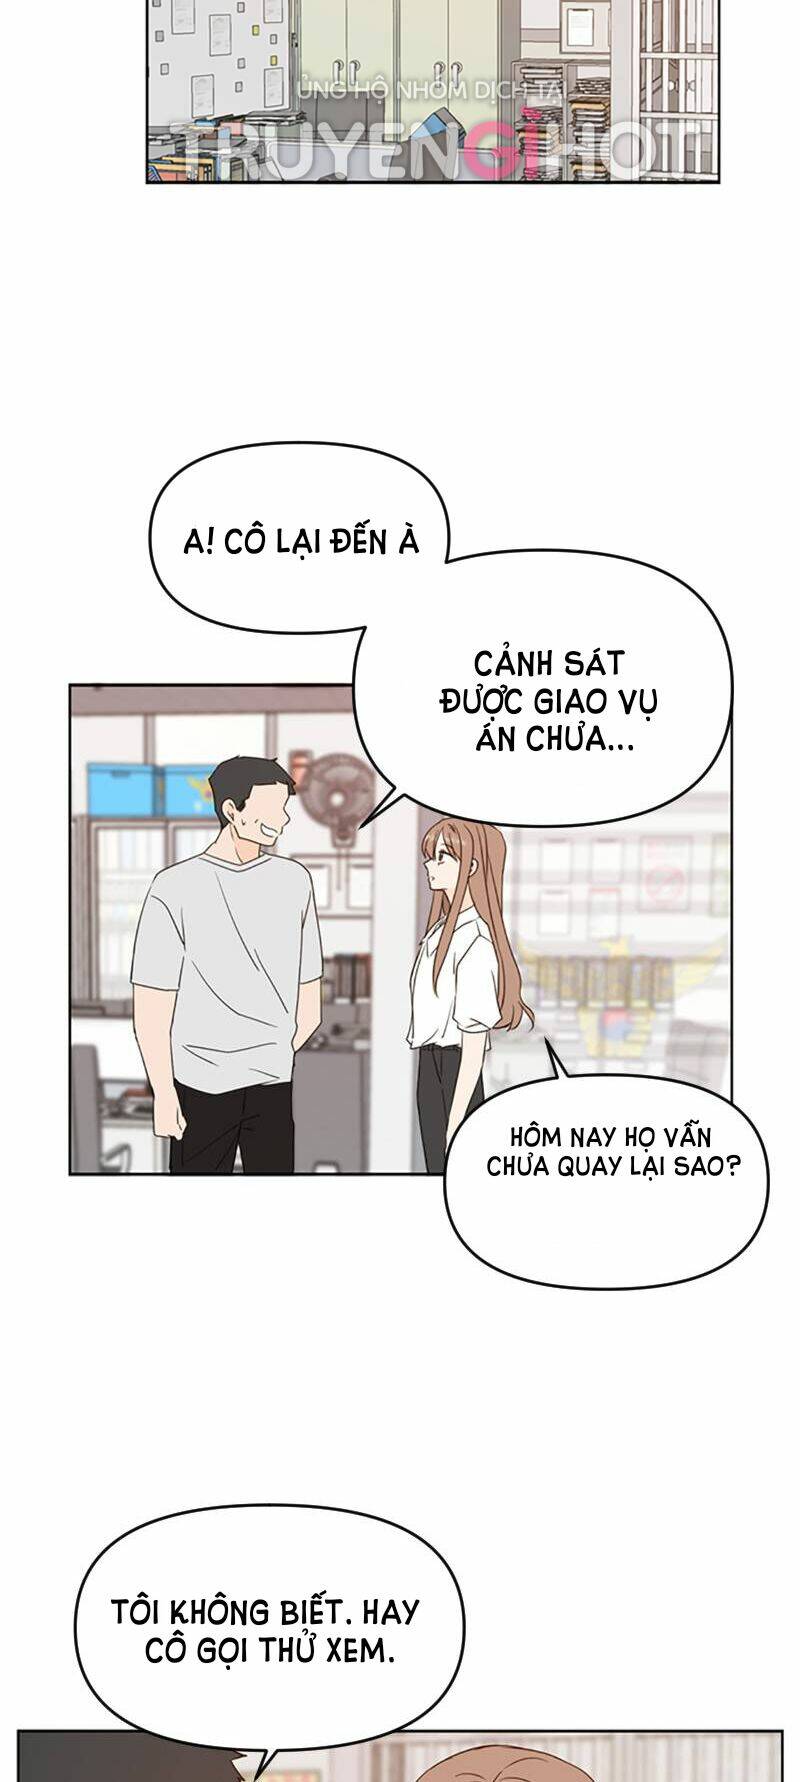 ỦNG HỘ NHÓM DỊCH TẠI
TRUYENGIHOT
A! CÔ LẠI ĐẾN À
CẢNH SÁT
ĐƯỢC GIAO VỤ
ÁN CHƯA...
HÔM NAY HỌ VẪN
CHƯA QUAY LẠI SAO?
TÔI KHÔNG BIẾT. HAY
CÔ GỌI THỬ XEM.